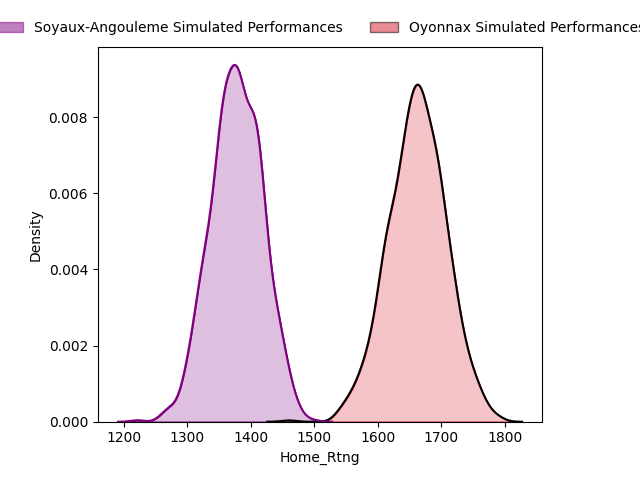 Soyaux-Angouleme Simulated Performances Oyonnax Simulated Performances
0.008
0.006
0.004
0.002
0.000
Density
1200 1300 1400 1500 1600 1700 1800
Home_Rtng